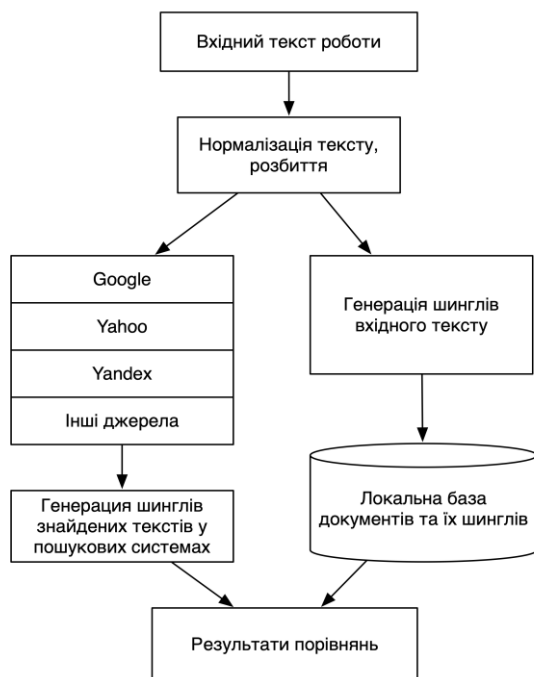 Вхідний текст роботи
Нормалізація тексту,
розбиття
Google
Yahoo
Yandex
Інші джерела
Генерація шинглів
вхідного тексту
Генерация шинглів
знайдених текстів у
пошукових системах
Локальна база
документів та їх шинглів
Результати порівнянь